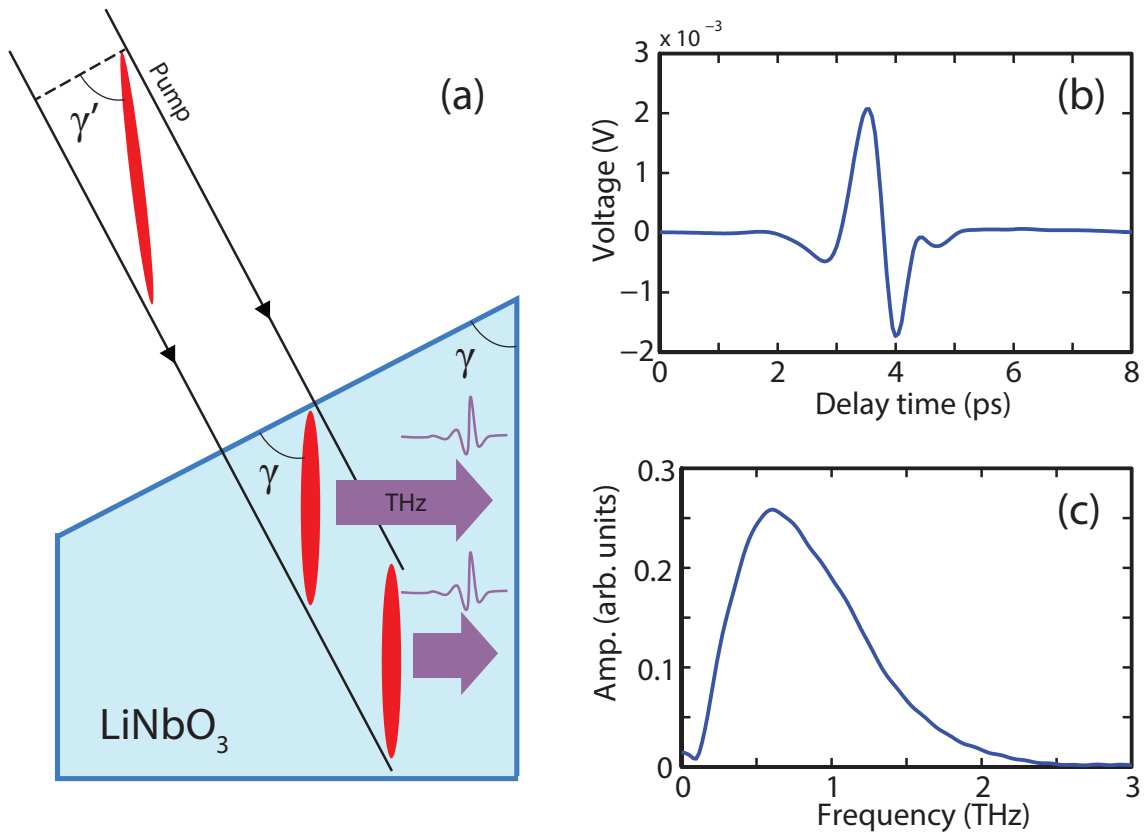 (a)
Pump
γ′
γ
γ
THz
LiNbO₃
(b)
x 10⁻³
3
2
1
0
−1
−2
0 2 4 6 8
Voltage (V)
Delay time (ps)
(c)
0.3
0.2
0.1
0
0 1 2 3
Amp. (arb. units)
Frequency (THz)